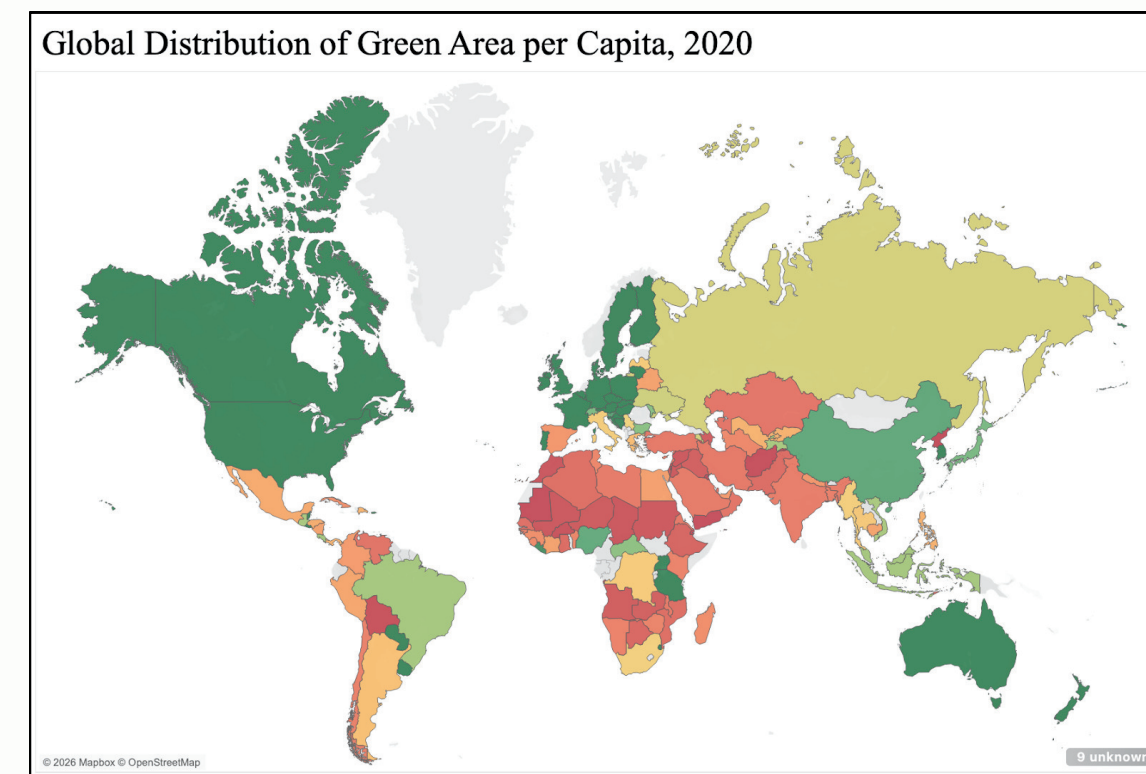 Global Distribution of Green Area per Capita, 2020
© 2026 Mapbox © OpenStreetMap
9 unknown